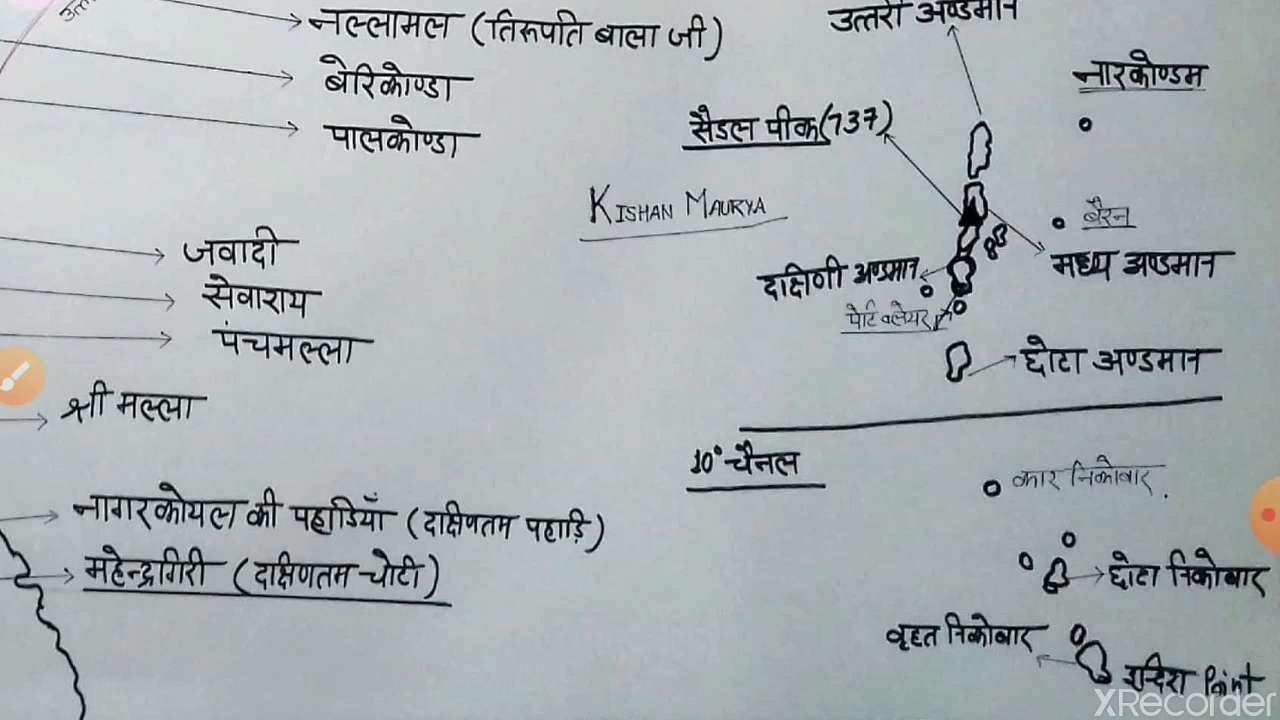 नल्लामल (तिरुपति बाला जी)
बेरिकोण्डा
पालकोण्डा
जवादी
सेवाराय
पंचमल्ला
श्री मल्ला
नागरकोयल की पहाडियाँ (दक्षिणतम पहाड़ि)
महेन्द्रगिरी (दक्षिणतम चोटी)
KISHAN MAURYA
उत्तरी अण्डमान
नारकोण्डम
सैडल पीक(737)
बैरन
मध्य अण्डमान
दाक्षिणी अण्डमान
पोर्ट ब्लेयर
छोटा अण्डमान
10° चैनल
कार निकोबार.
छोटा निकोबार
वृहत निकोबार
इन्दिरा Point
XRecorder